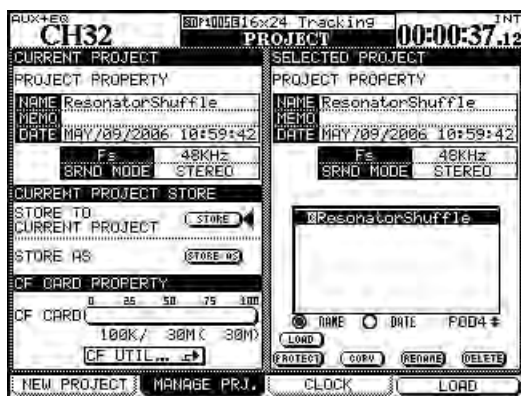 AUX+EQ
CH32
16x24 Tracking
PROJECT
INT
00:00:37.12
CURRENT PROJECT
PROJECT PROPERTY
NAME ResonatorShuffle
MEMO
DATE MAY/09/2006 10:59:42
Fs 48KHz
SRND MODE STEREO
CURRENT PROJECT STORE
STORE TO
CURRENT PROJECT
STORE
STORE AS
STORE AS
CF CARD PROPERTY
0 25 50 75 100
CF CARD
100K/ 30M( 30M)
CF UTIL...
SELECTED PROJECT
PROJECT PROPERTY
NAME ResonatorShuffle
MEMO
DATE MAY/09/2006 10:59:42
Fs 48KHz
SRND MODE STEREO
ResonatorShuffle
NAME DATE POD4
LOAD
PROTECT COPY RENAME DELETE
NEW PROJECT MANAGE PRJ. CLOCK LOAD